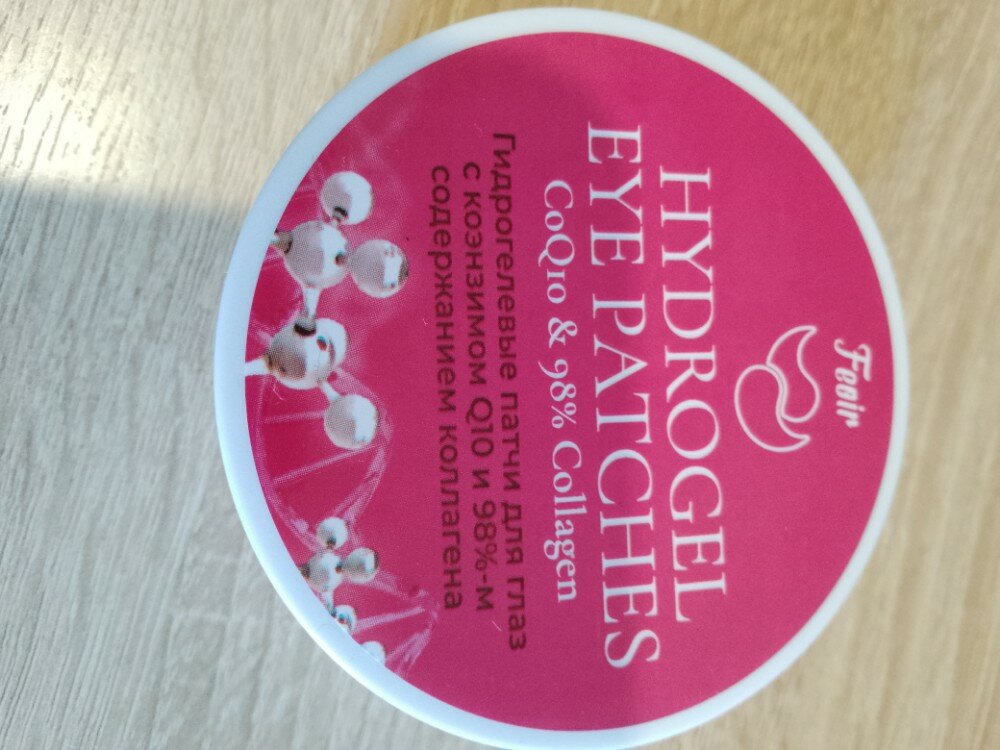 Feoir
HYDROGEL
EYE PATCHES
CoQ10 & 98% Collagen
Гидрогелевые патчи для глаз
с коэнзимом Q10 и 98%-м
содержанием коллагена